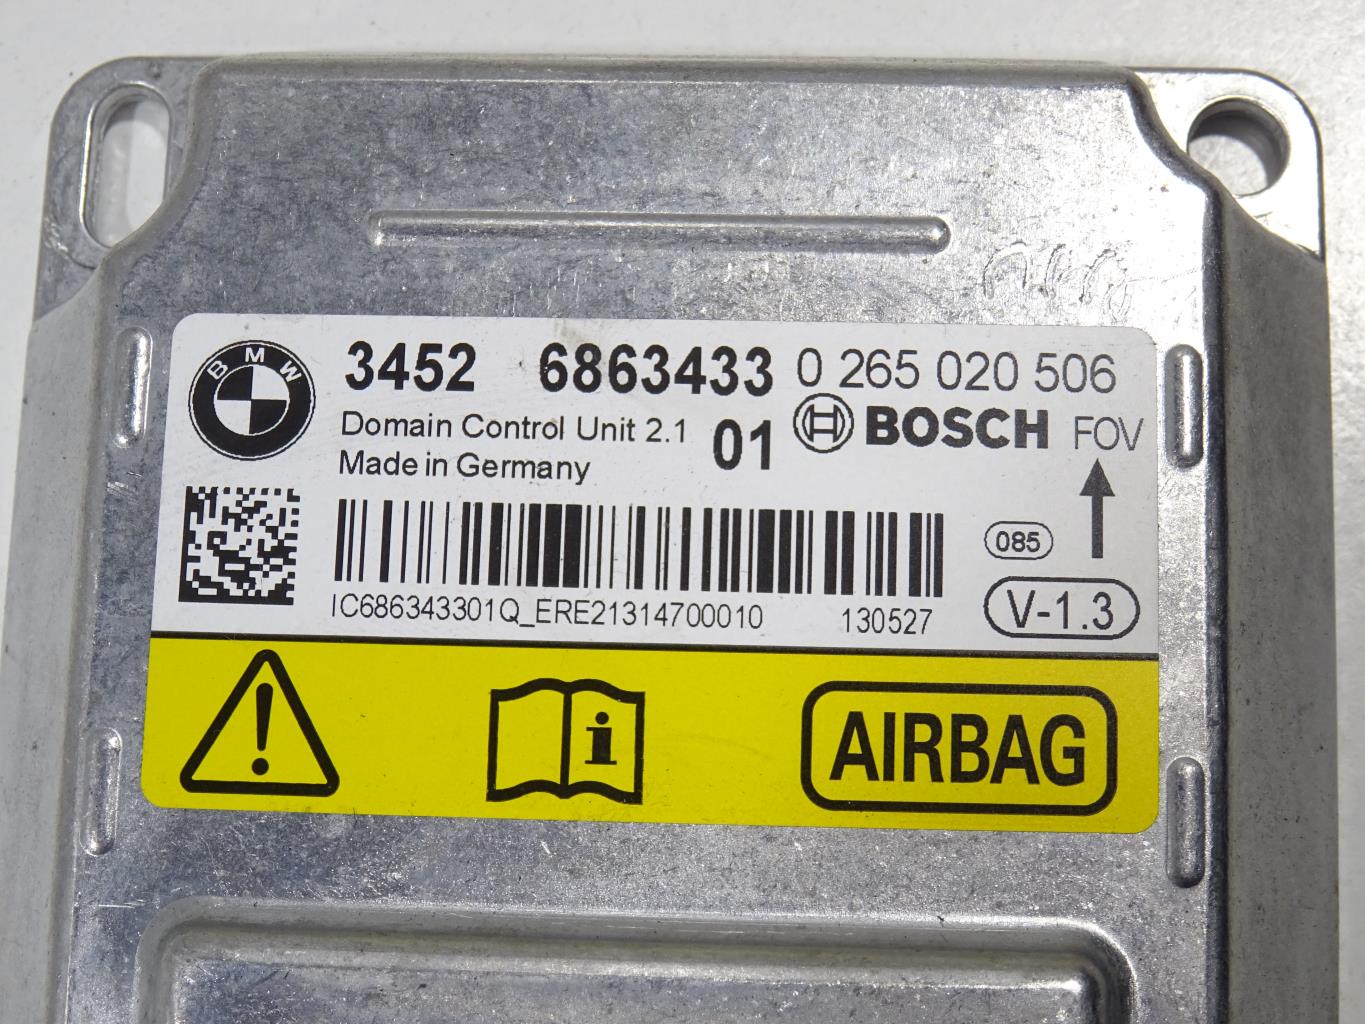 BMW
3452 6863433 0 265 020 506
Domain Control Unit 2.1 01 BOSCH FOV
Made in Germany
085
IC686343301Q_ERE21314700010 130527 V-1.3
! i AIRBAG